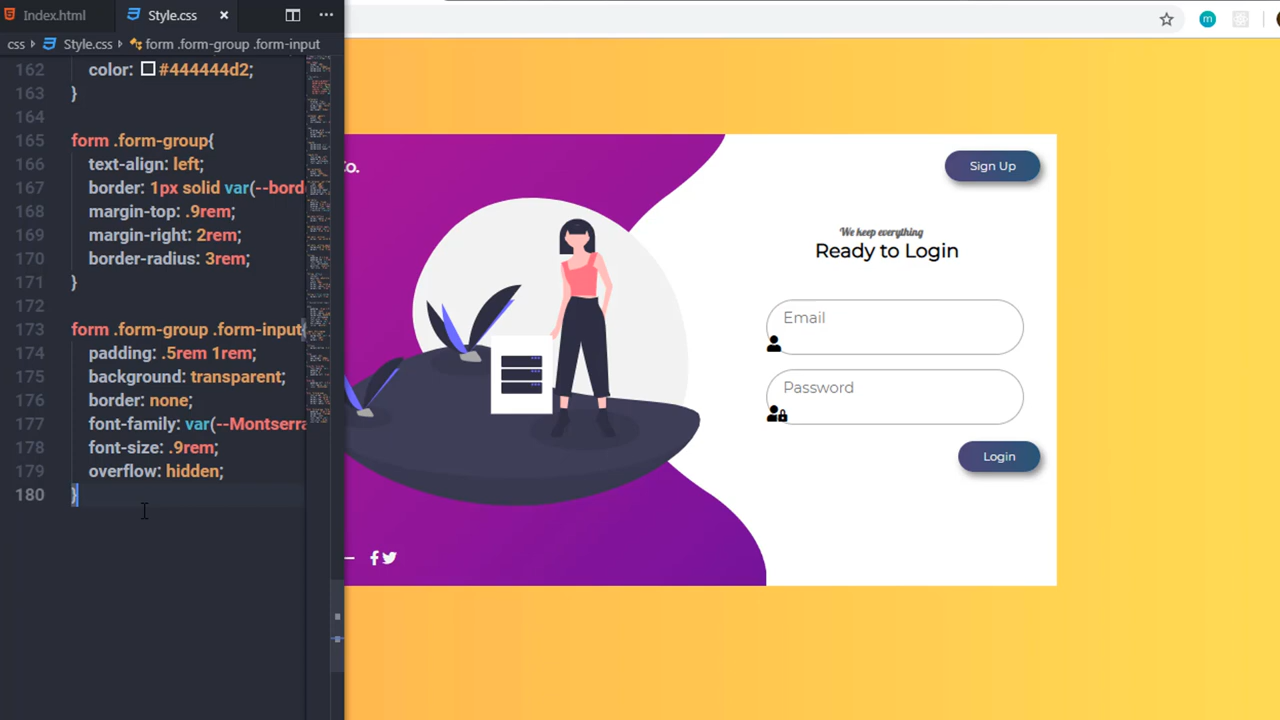 Index.html
Style.css
css
Style.css
form .form-group .form-input
162 color: #444444d2;
163 }
164
165 form .form-group{
166 text-align: left;
167 border: 1px solid var(--bord
168 margin-top: .9rem;
169 margin-right: 2rem;
170 border-radius: 3rem;
171 }
172
173 form .form-group .form-input{
174 padding: .5rem 1rem;
175 background: transparent;
176 border: none;
177 font-family: var(--Montserra
178 font-size: .9rem;
179 overflow: hidden;
180 }
Co.
Sign Up
We keep everything
Ready to Login
Email
Password
Login